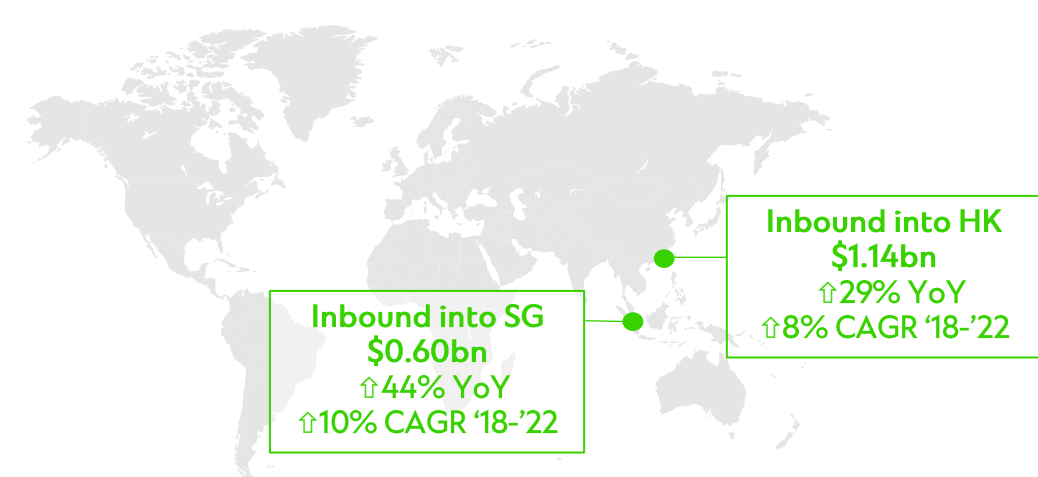 Inbound into HK
$1.14bn
⇧29% YoY
⇧8% CAGR ‘18-’22
Inbound into SG
$0.60bn
⇧44% YoY
⇧10% CAGR ‘18-’22